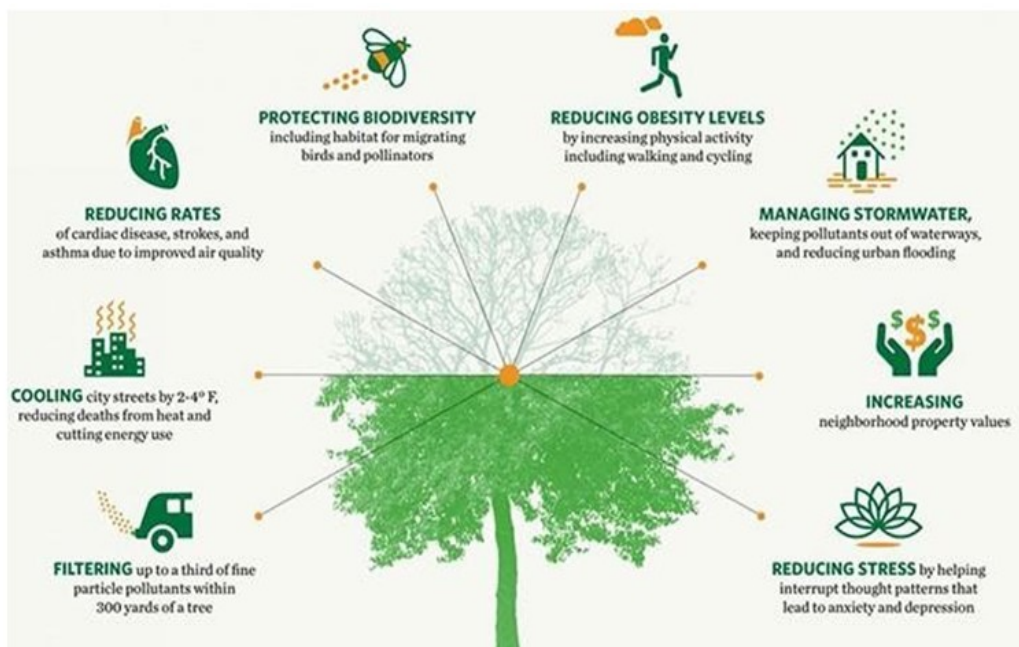 PROTECTING BIODIVERSITY
including habitat for migrating
birds and pollinators
REDUCING OBESITY LEVELS
by increasing physical activity
including walking and cycling
REDUCING RATES
of cardiac disease, strokes, and
asthma due to improved air quality
MANAGING STORMWATER,
keeping pollutants out of waterways,
and reducing urban flooding
COOLING city streets by 2-4° F,
reducing deaths from heat and
cutting energy use
$ $ $
INCREASING
neighborhood property values
FILTERING up to a third of fine
particle pollutants within
300 yards of a tree
REDUCING STRESS by helping
interrupt thought patterns that
lead to anxiety and depression